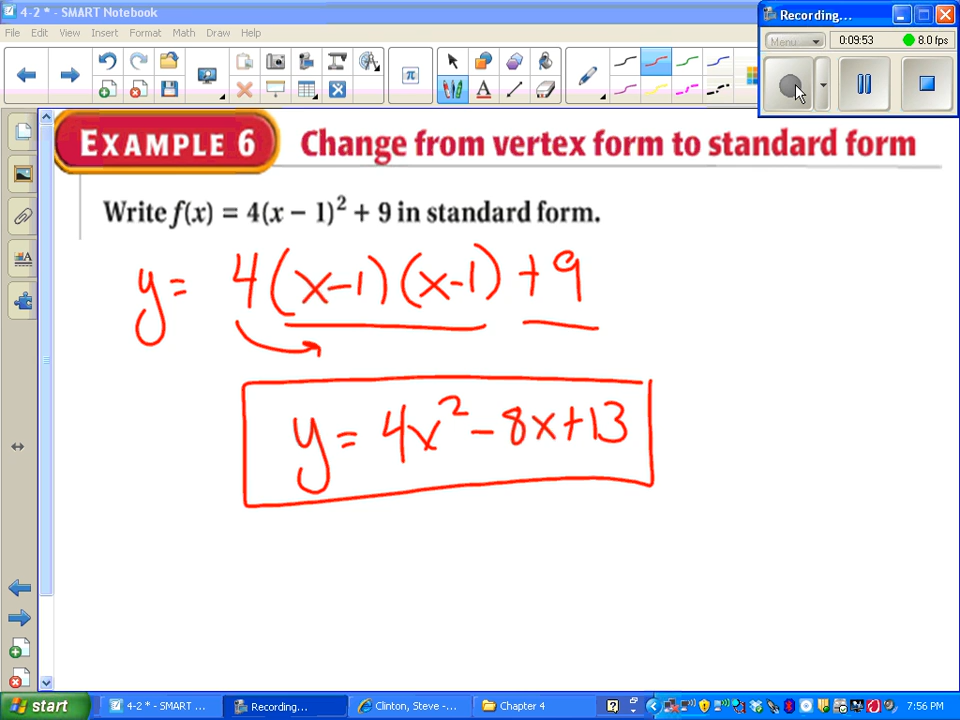 4-2 * - SMART Notebook
Recording...
File Edit View Insert Format Math Draw Help
Menu
0:09:53
8.0 fps
π
A
EXAMPLE 6 Change from vertex form to standard form
Write f(x) = 4(x − 1)² + 9 in standard form.
y = 4(x-1)(x-1) +9
y = 4x² - 8x + 13
start
4-2 * - SMART ...
Recording...
Clinton, Steve - ...
Chapter 4
7:56 PM